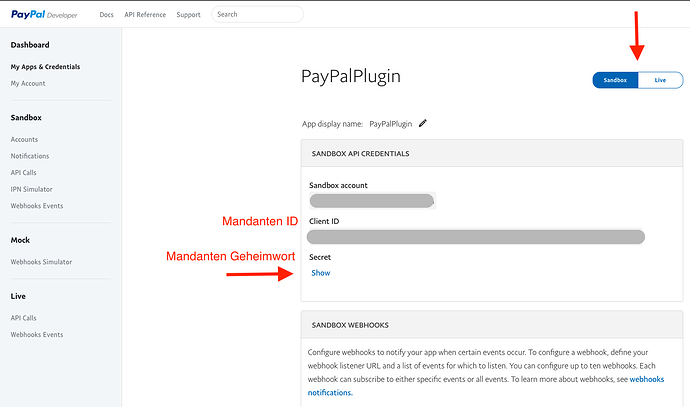 PayPal Developer
Docs
API Reference
Support
Search
Dashboard
My Apps & Credentials
My Account
Sandbox
Accounts
Notifications
API Calls
IPN Simulator
Webhooks Events
Mock
Webhooks Simulator
Live
API Calls
Webhooks Events
PayPalPlugin
Sandbox
Live
App display name: PayPalPlugin
SANDBOX API CREDENTIALS
Sandbox account
Mandanten ID
Client ID
Mandanten Geheimwort
Secret
Show
SANDBOX WEBHOOKS
Configure webhooks to notify your app when certain events occur. To configure a webhook, define your
webhook listener URL and a list of events for which to listen. You can configure up to ten webhooks. Each
webhook can subscribe to either specific events or all events. To learn more about webhooks, see webhooks
notifications.